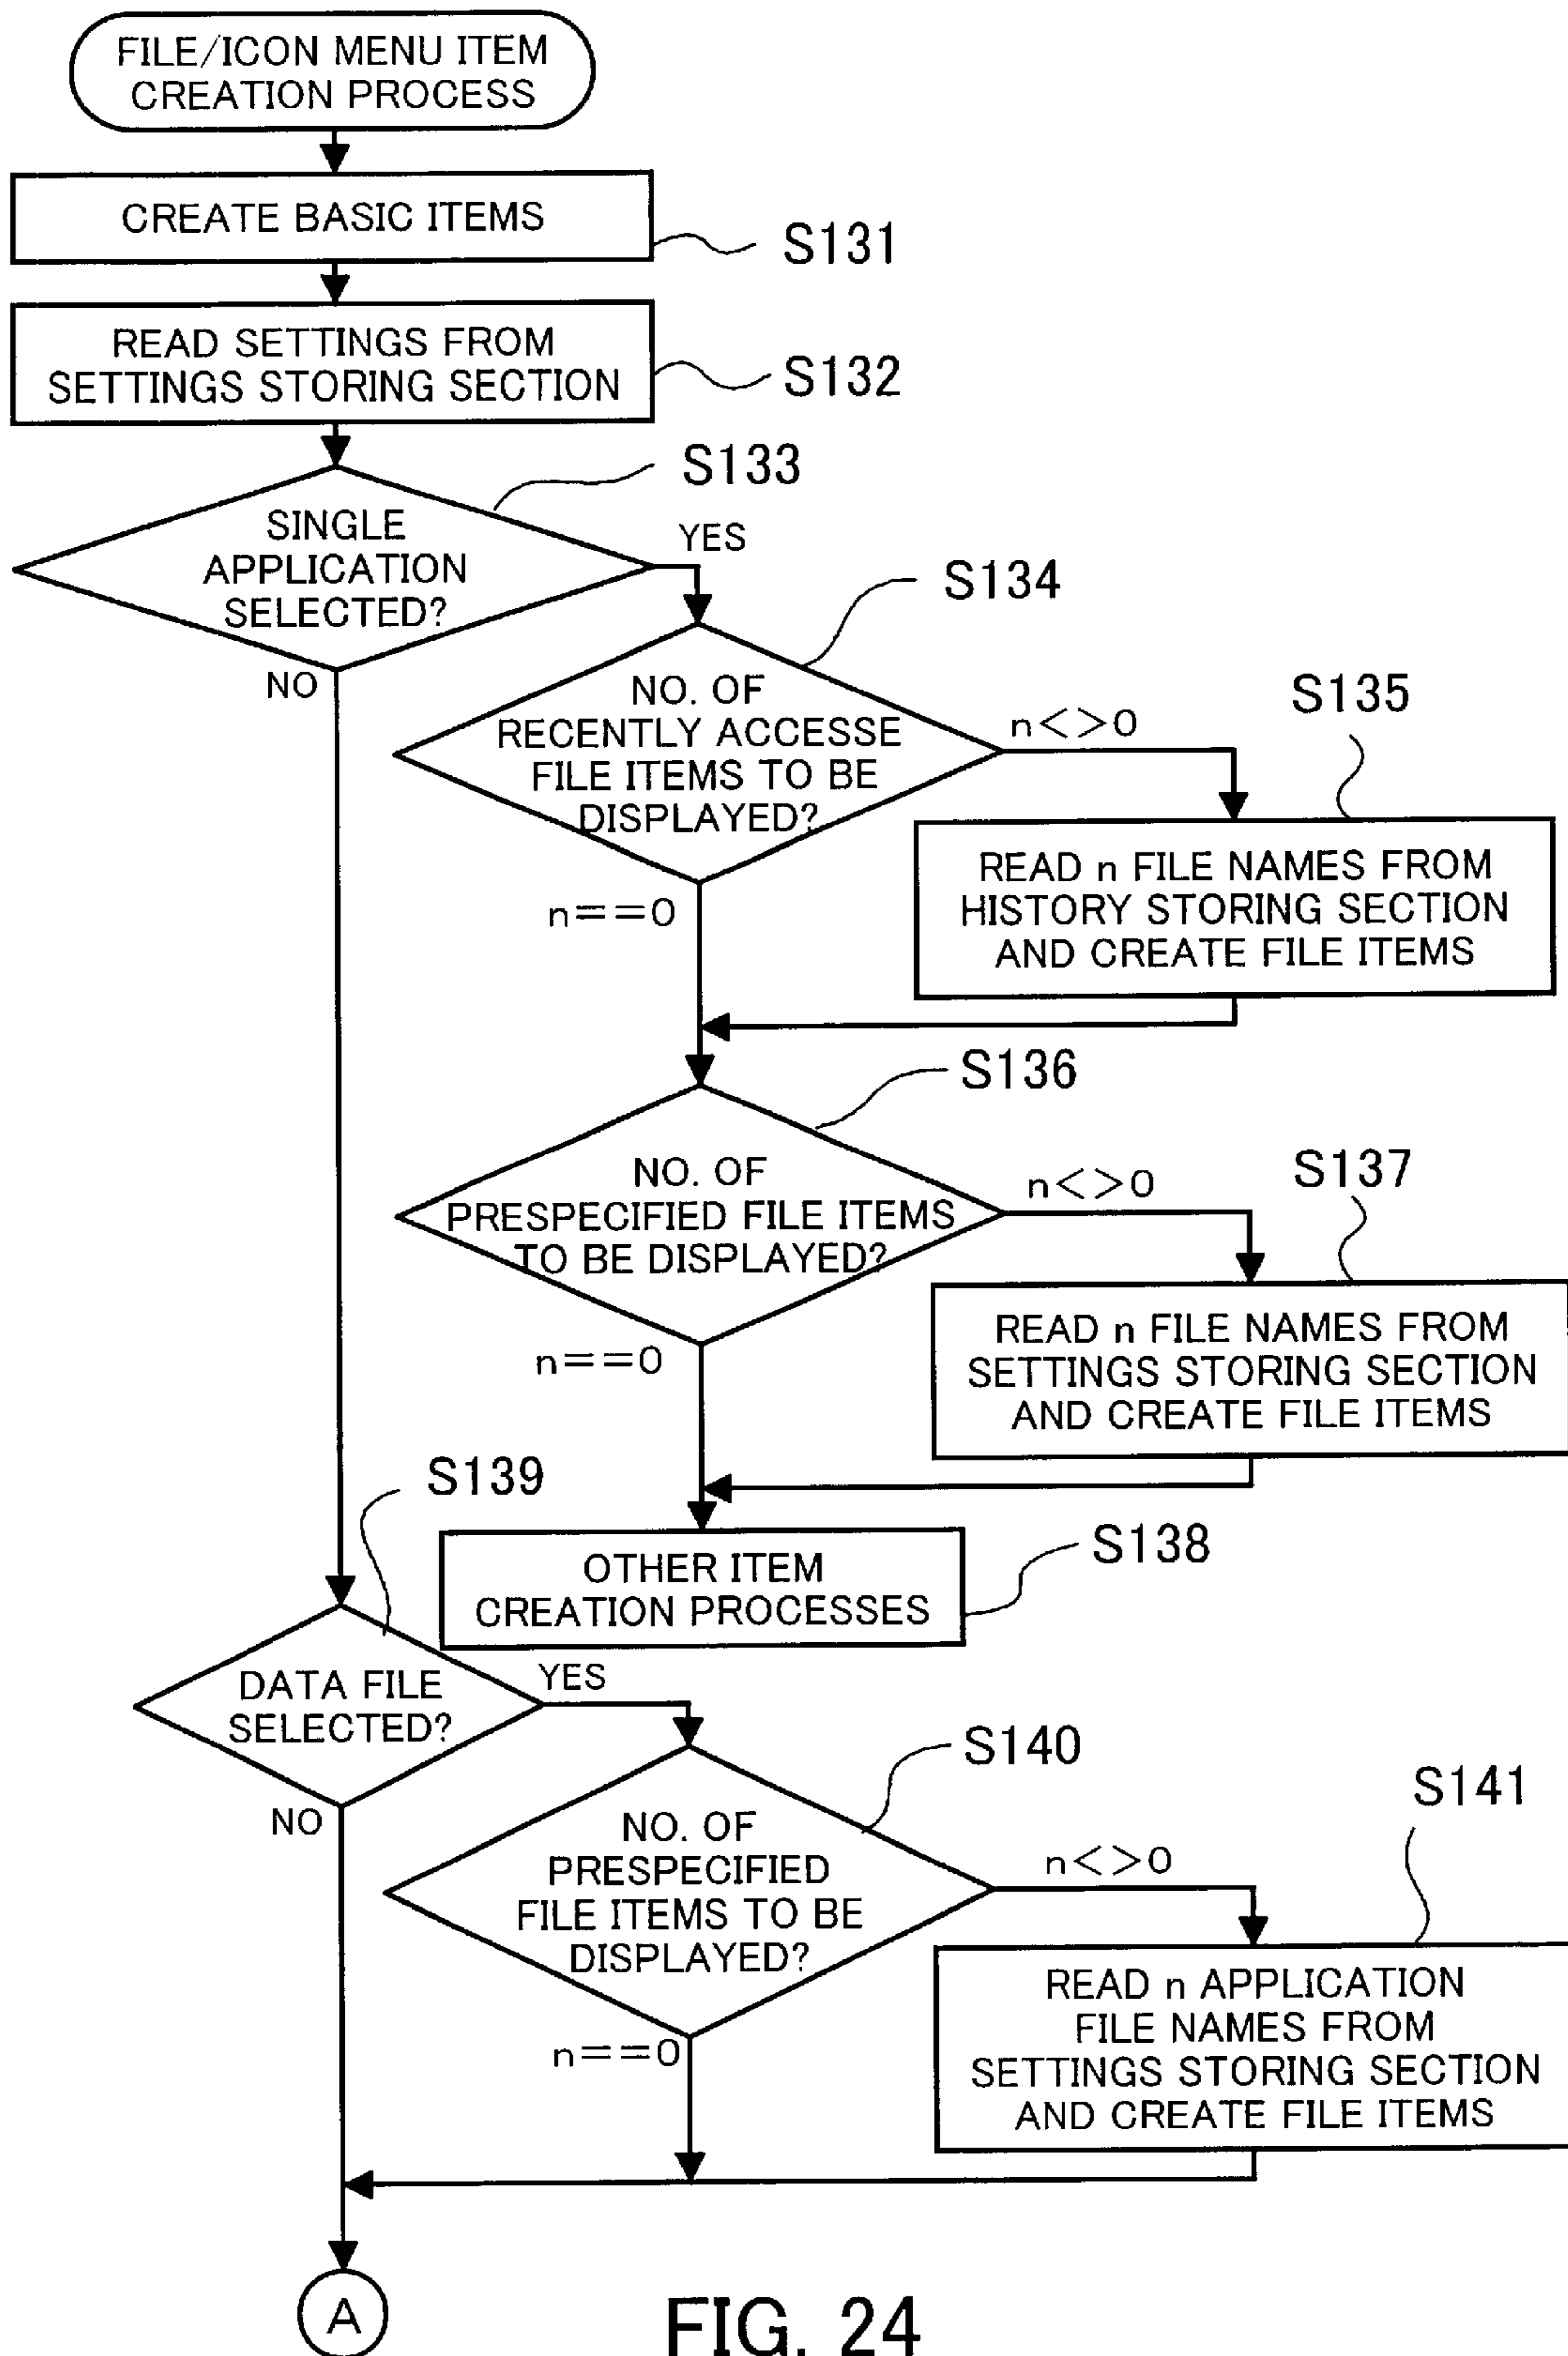 FILE/ICON MENU ITEM
CREATION PROCESS
CREATE BASIC ITEMS
S131
READ SETTINGS FROM
SETTINGS STORING SECTION
S132
S133
SINGLE
APPLICATION
SELECTED?
YES
NO
S134
NO. OF
RECENTLY ACCESSE
FILE ITEMS TO BE
DISPLAYED?
n<>0
n==0
S135
READ n FILE NAMES FROM
HISTORY STORING SECTION
AND CREATE FILE ITEMS
S136
NO. OF
PRESPECIFIED FILE ITEMS
TO BE DISPLAYED?
n<>0
n==0
S137
READ n FILE NAMES FROM
SETTINGS STORING SECTION
AND CREATE FILE ITEMS
S138
OTHER ITEM
CREATION PROCESSES
S139
DATA FILE
SELECTED?
YES
NO
S140
NO. OF
PRESPECIFIED
FILE ITEMS TO BE
DISPLAYED?
n<>0
n==0
S141
READ n APPLICATION
FILE NAMES FROM
SETTINGS STORING SECTION
AND CREATE FILE ITEMS
A
FIG. 24